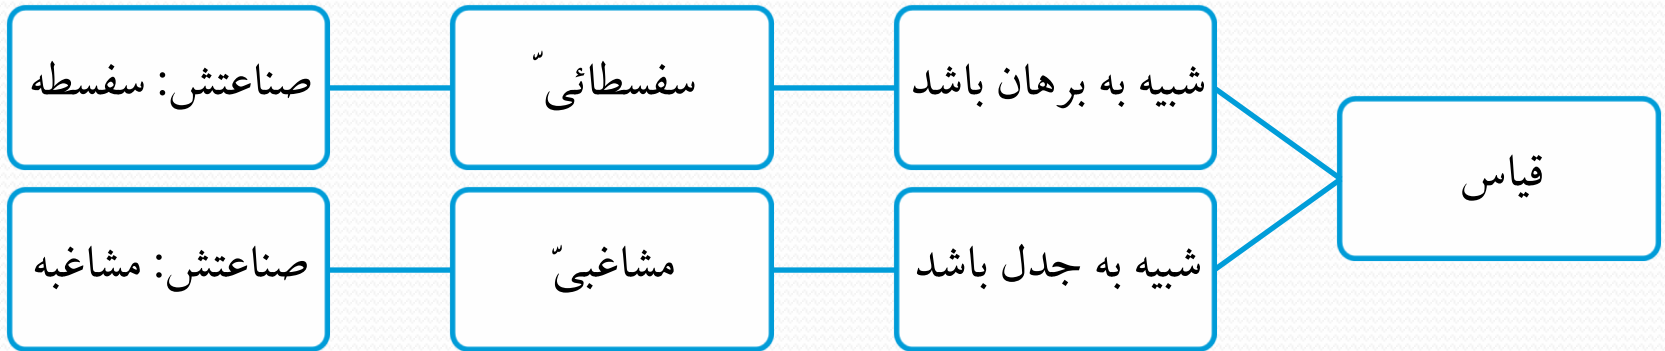 قیاس
شبیه به برهان باشد
سفسطائیّ
صناعتش: سفسطه
شبیه به جدل باشد
مشاغبیّ
صناعتش: مشاغبه